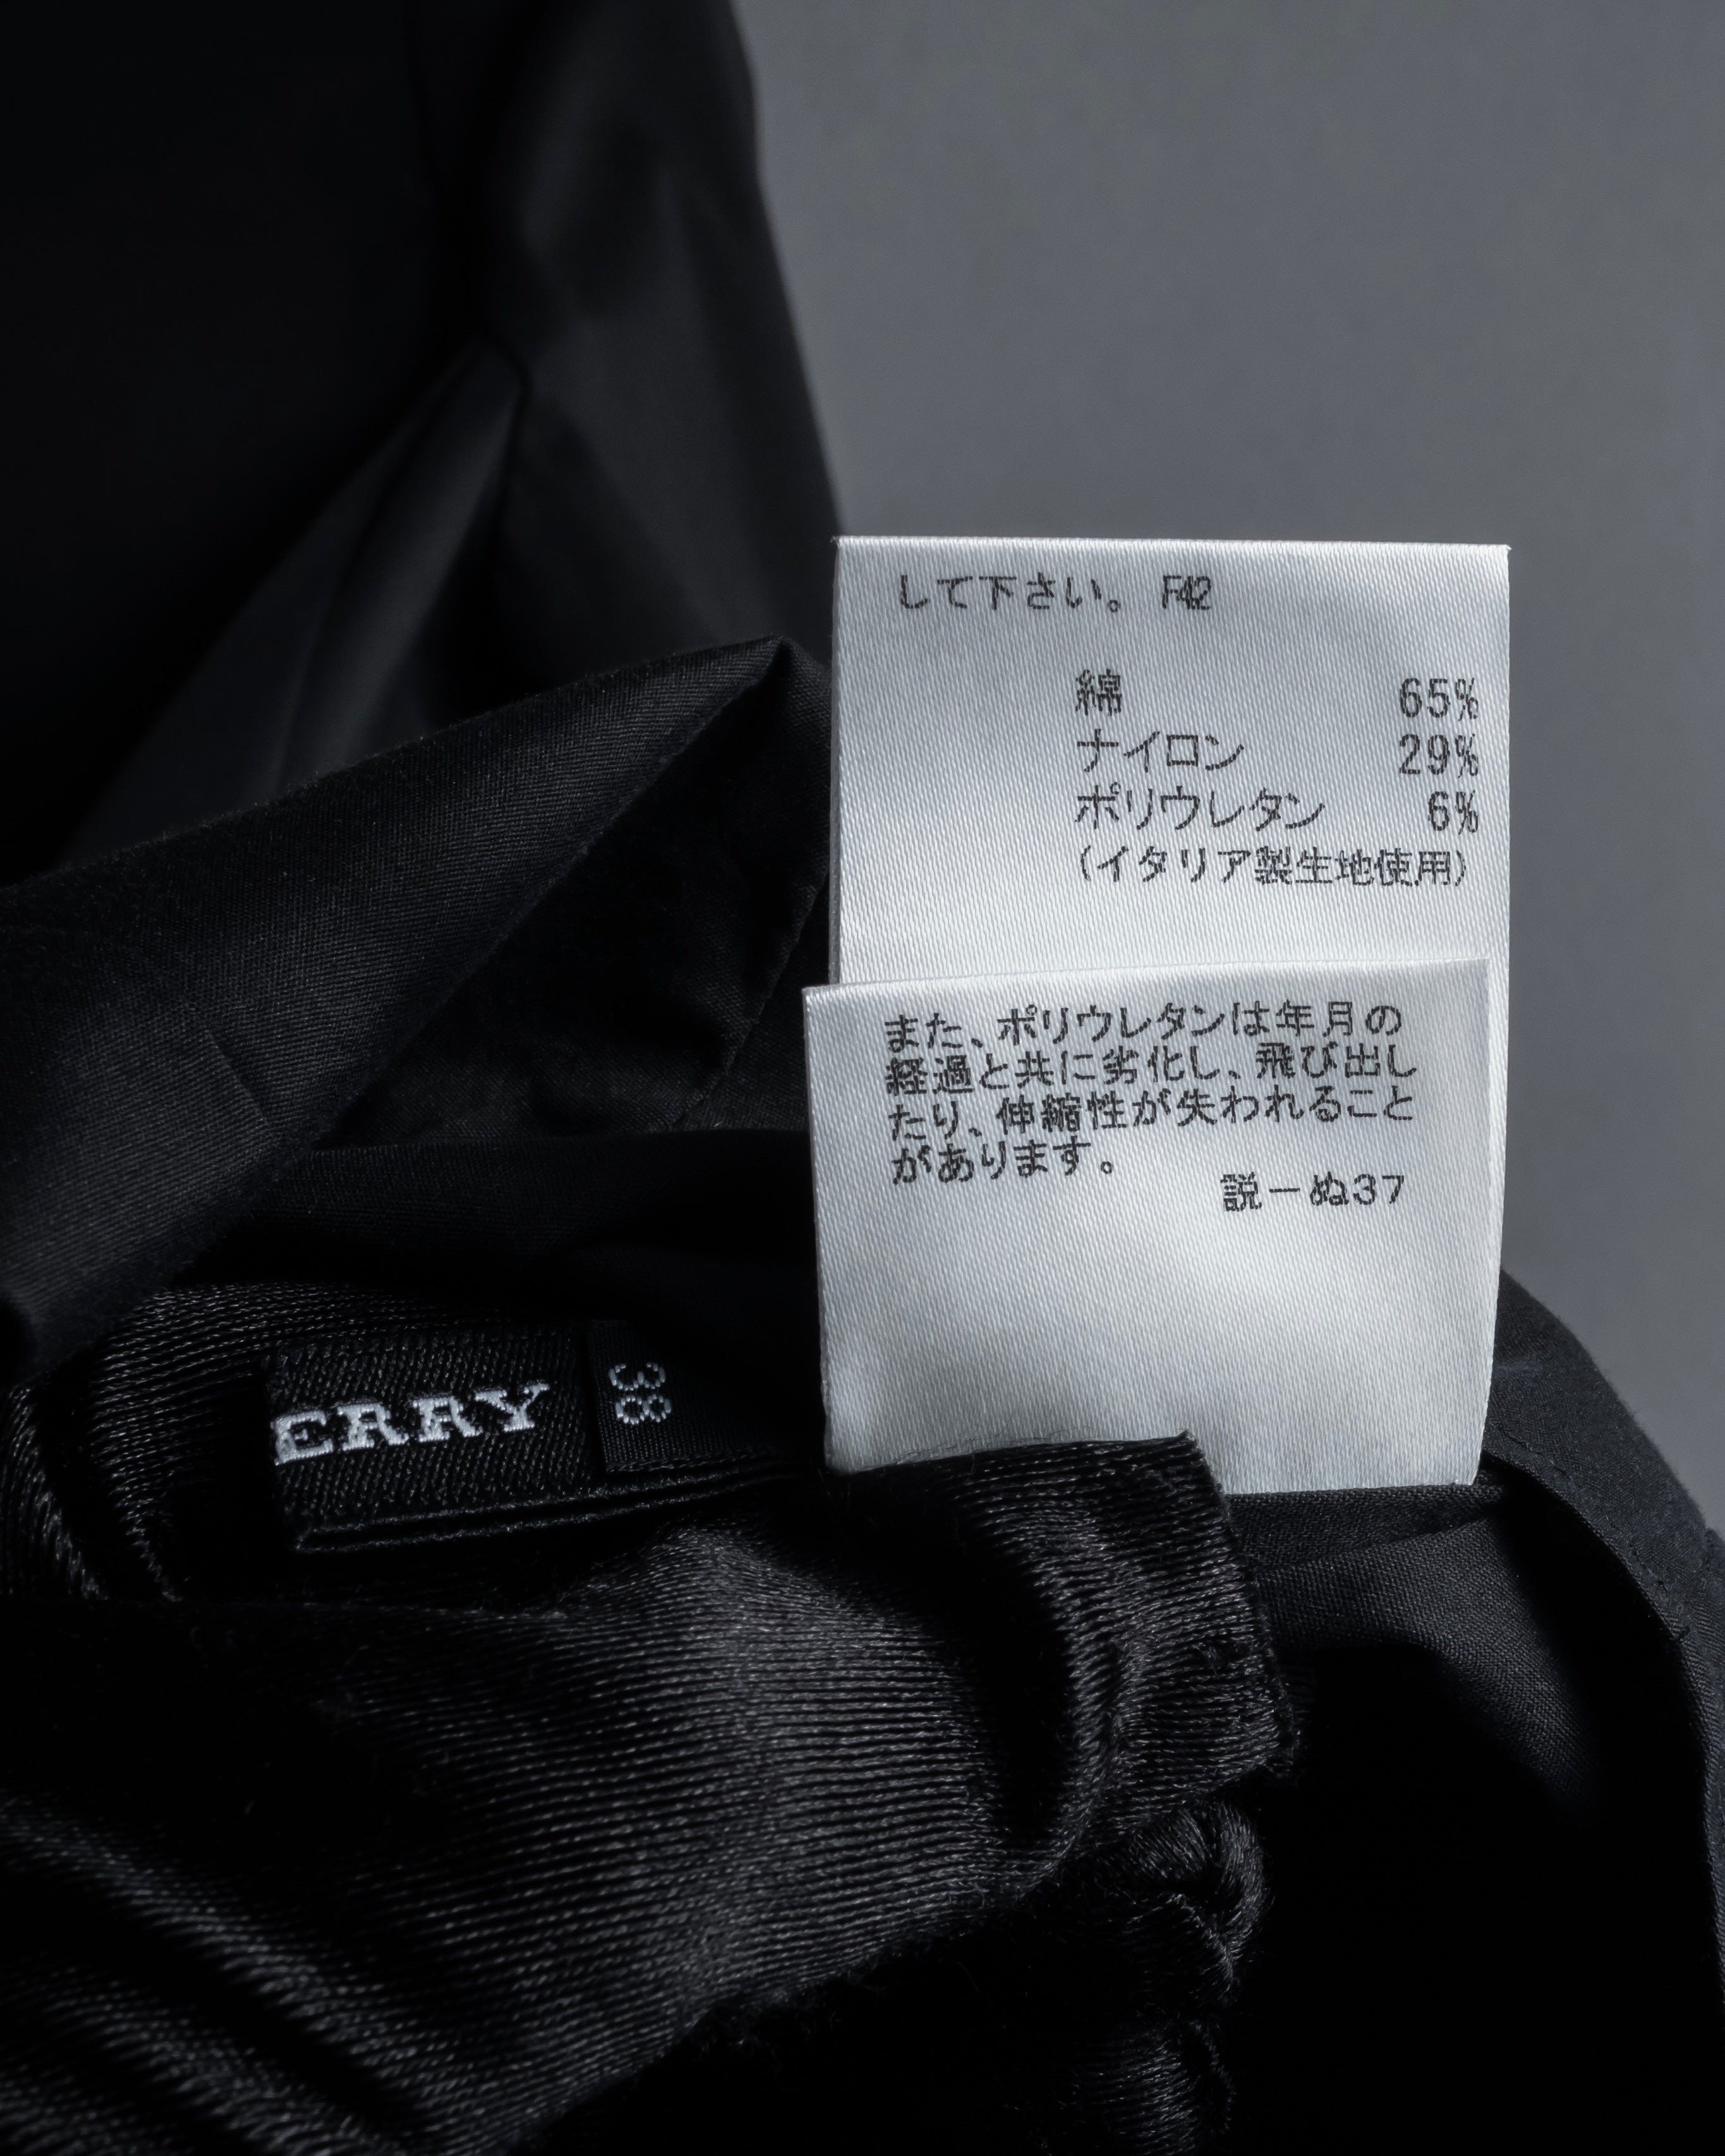 して下さい。 F42
綿 65%
ナイロン 29%
ポリウレタン 6%
(イタリア製生地使用)
また、ポリウレタンは年月の
経過と共に劣化し、飛び出し
たり、伸縮性が失われること
があります。
説ーぬ37
ERRY
38